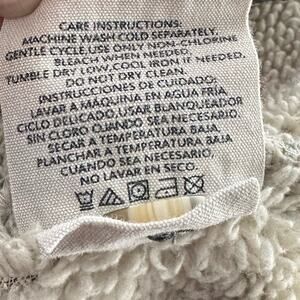 CARE INSTRUCTIONS:
MACHINE WASH COLD SEPARATELY,
GENTLE CYCLE, USE ONLY NON-CHLORINE
BLEACH WHEN NEEDED.
TUMBLE DRY LOW, COOL IRON IF NEEDED.
DO NOT DRY CLEAN.
INSTRUCCIONES DE CUIDADO:
LAVAR A MÁQUINA EN AGUA FRÍA
CICLO DELICADO, USAR BLANQUEADOR
SIN CLORO CUANDO SEA NECESARIO.
SECAR A TEMPERATURA BAJA.
PLANCHAR A TEMPERATURA BAJA,
CUANDO SEA NECESARIO.
NO LAVAR EN SECO.